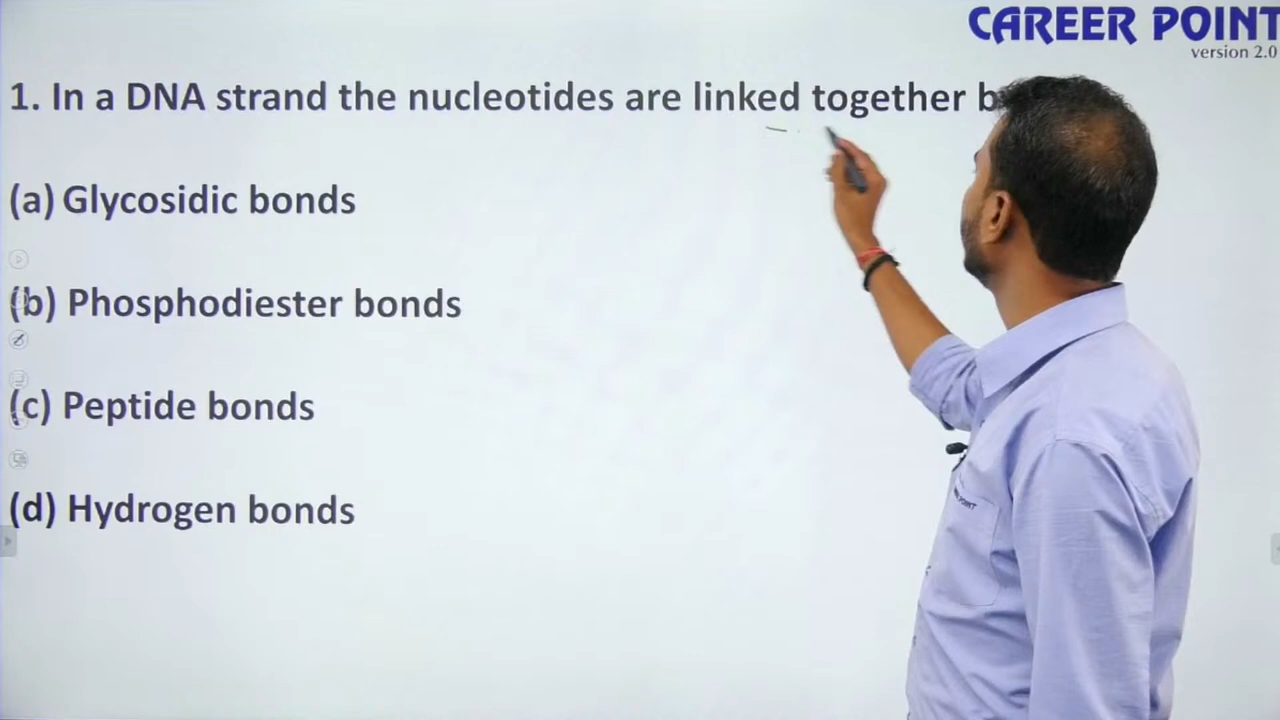 CAREER POINT
version 2.0
1. In a DNA strand the nucleotides are linked together
(a) Glycosidic bonds
(b) Phosphodiester bonds
(c) Peptide bonds
(d) Hydrogen bonds